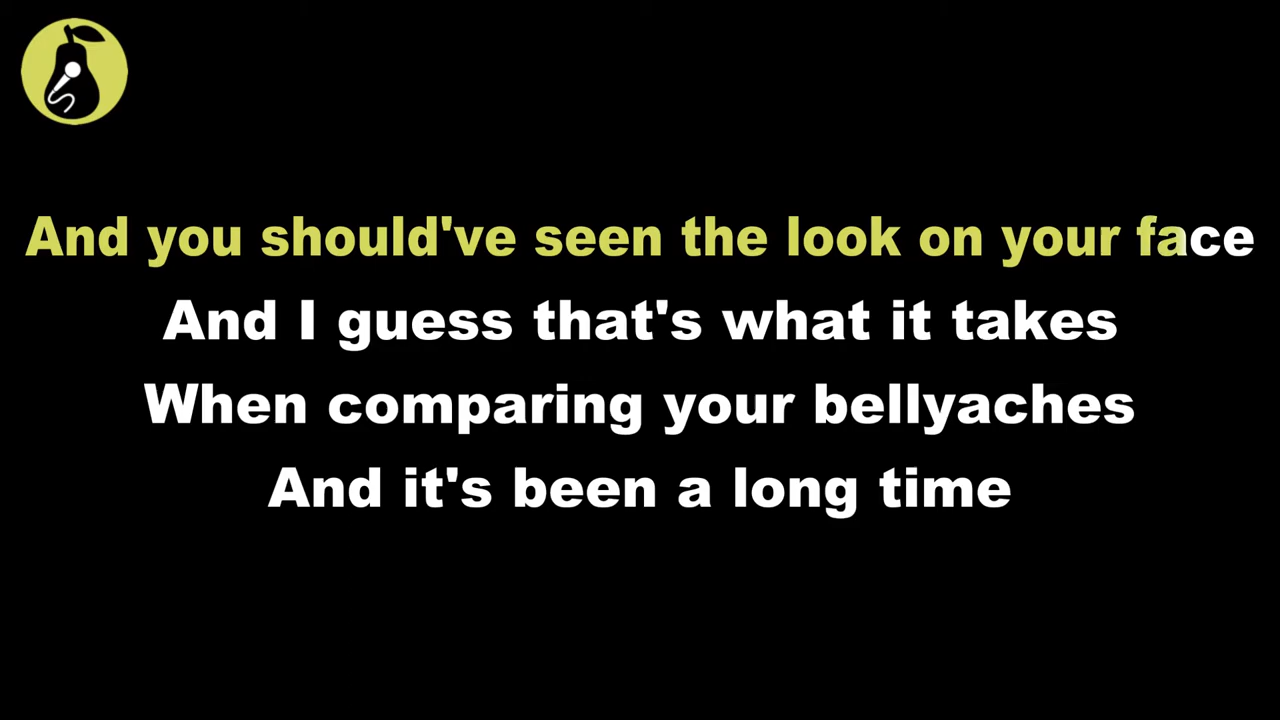 And you should've seen the look on your face
And I guess that's what it takes
When comparing your bellyaches
And it's been a long time